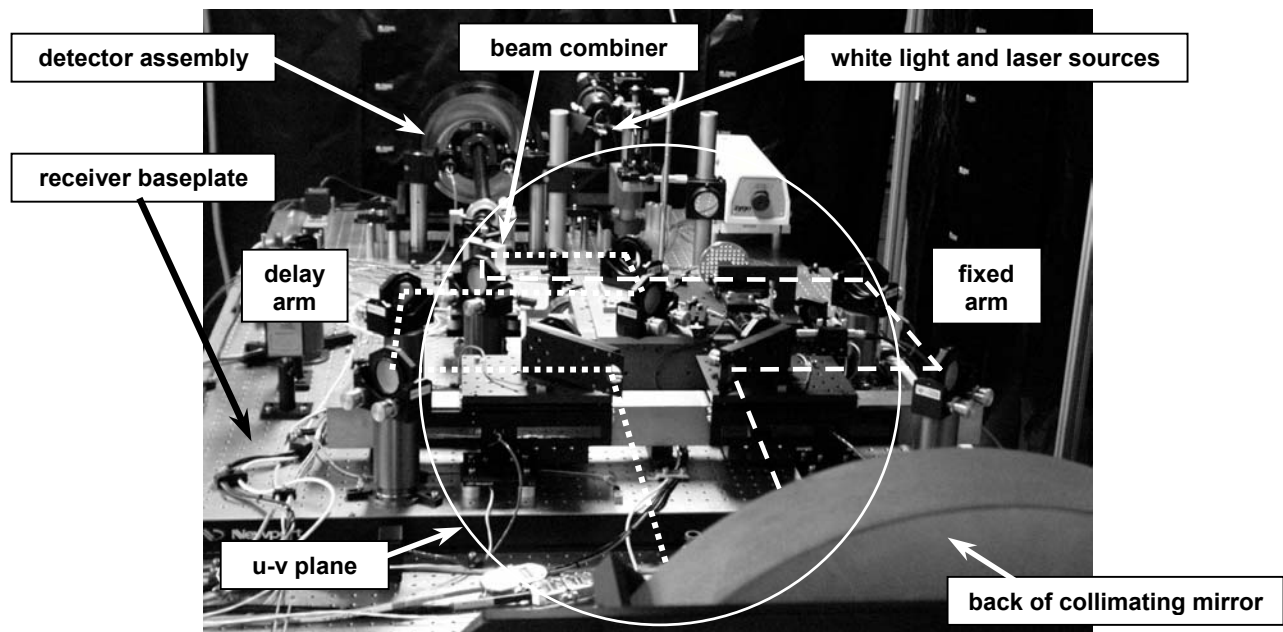 detector assembly
beam combiner
white light and laser sources
receiver baseplate
delay
arm
fixed
arm
Newport
u-v plane
back of collimating mirror